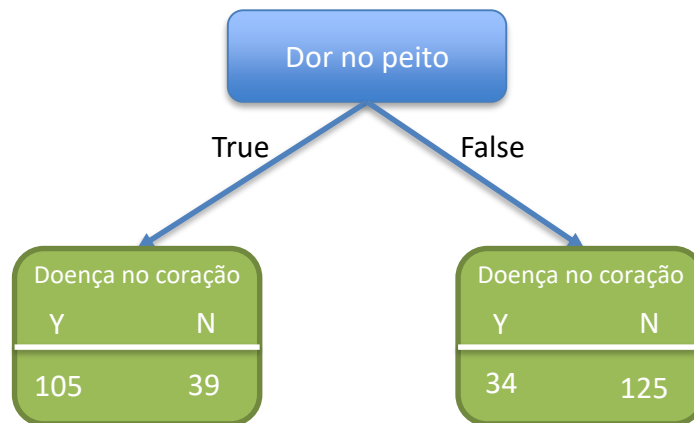 Dor no peito
True False
Doença no coração Doença no coração
Y N Y N
105 39 34 125